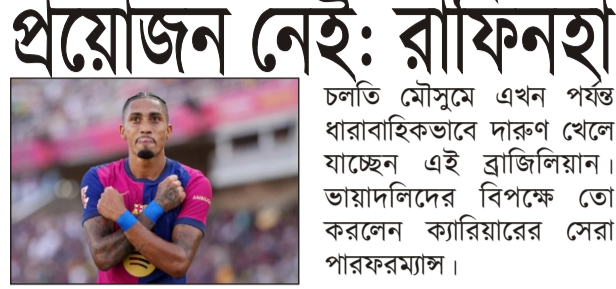 প্রয়োজন নেই: রাফিনহা
চলতি মৌসুমে এখন পর্যন্ত
ধারাবাহিকভাবে দারুণ খেলে
যাচ্ছেন এই ব্রাজিলিয়ান।
ভায়াদলিদের বিপক্ষে তো
করলেন ক্যারিয়ারের সেরা
পারফরম্যান্স।